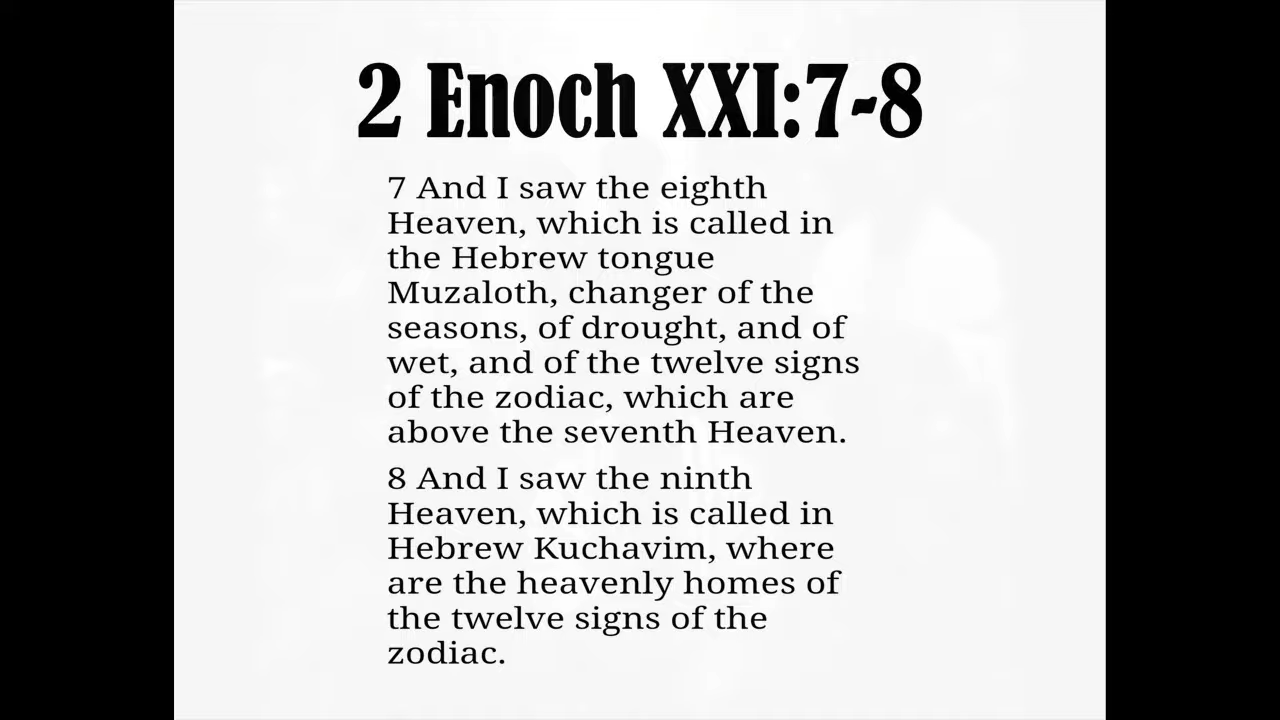 2 Enoch XXI:7-8
7 And I saw the eighth
Heaven, which is called in
the Hebrew tongue
Muzaloth, changer of the
seasons, of drought, and of
wet, and of the twelve signs
of the zodiac, which are
above the seventh Heaven.
8 And I saw the ninth
Heaven, which is called in
Hebrew Kuchavim, where
are the heavenly homes of
the twelve signs of the
zodiac.